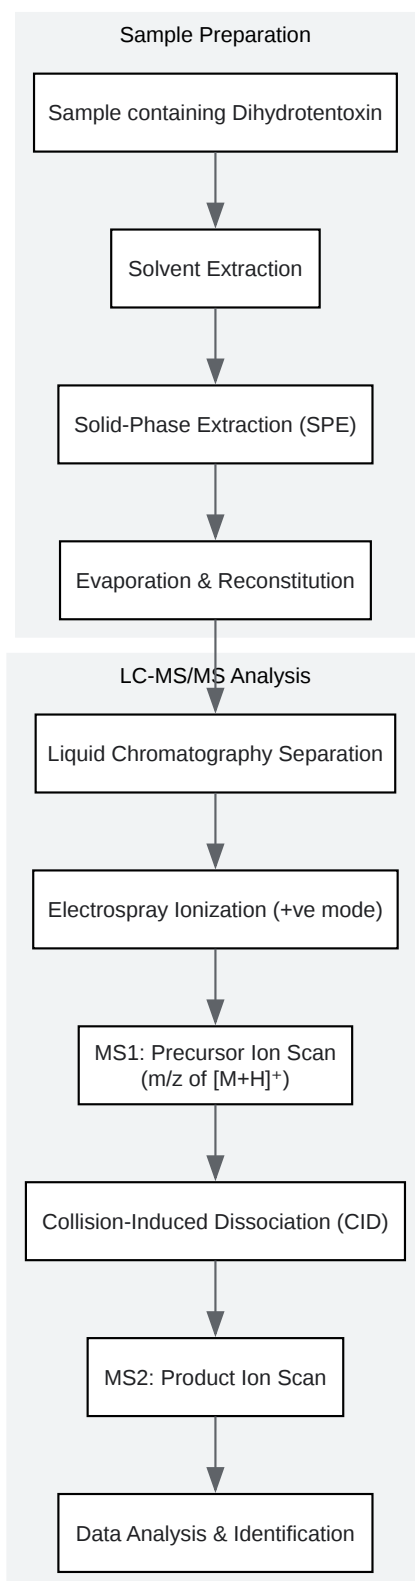 Sample Preparation
Sample containing Dihydrotentoxin
Solvent Extraction
Solid-Phase Extraction (SPE)
Evaporation & Reconstitution
LC-MS/MS Analysis
Liquid Chromatography Separation
Electrospray Ionization (+ve mode)
MS1: Precursor Ion Scan
(m/z of [M+H]⁺)
Collision-Induced Dissociation (CID)
MS2: Product Ion Scan
Data Analysis & Identification